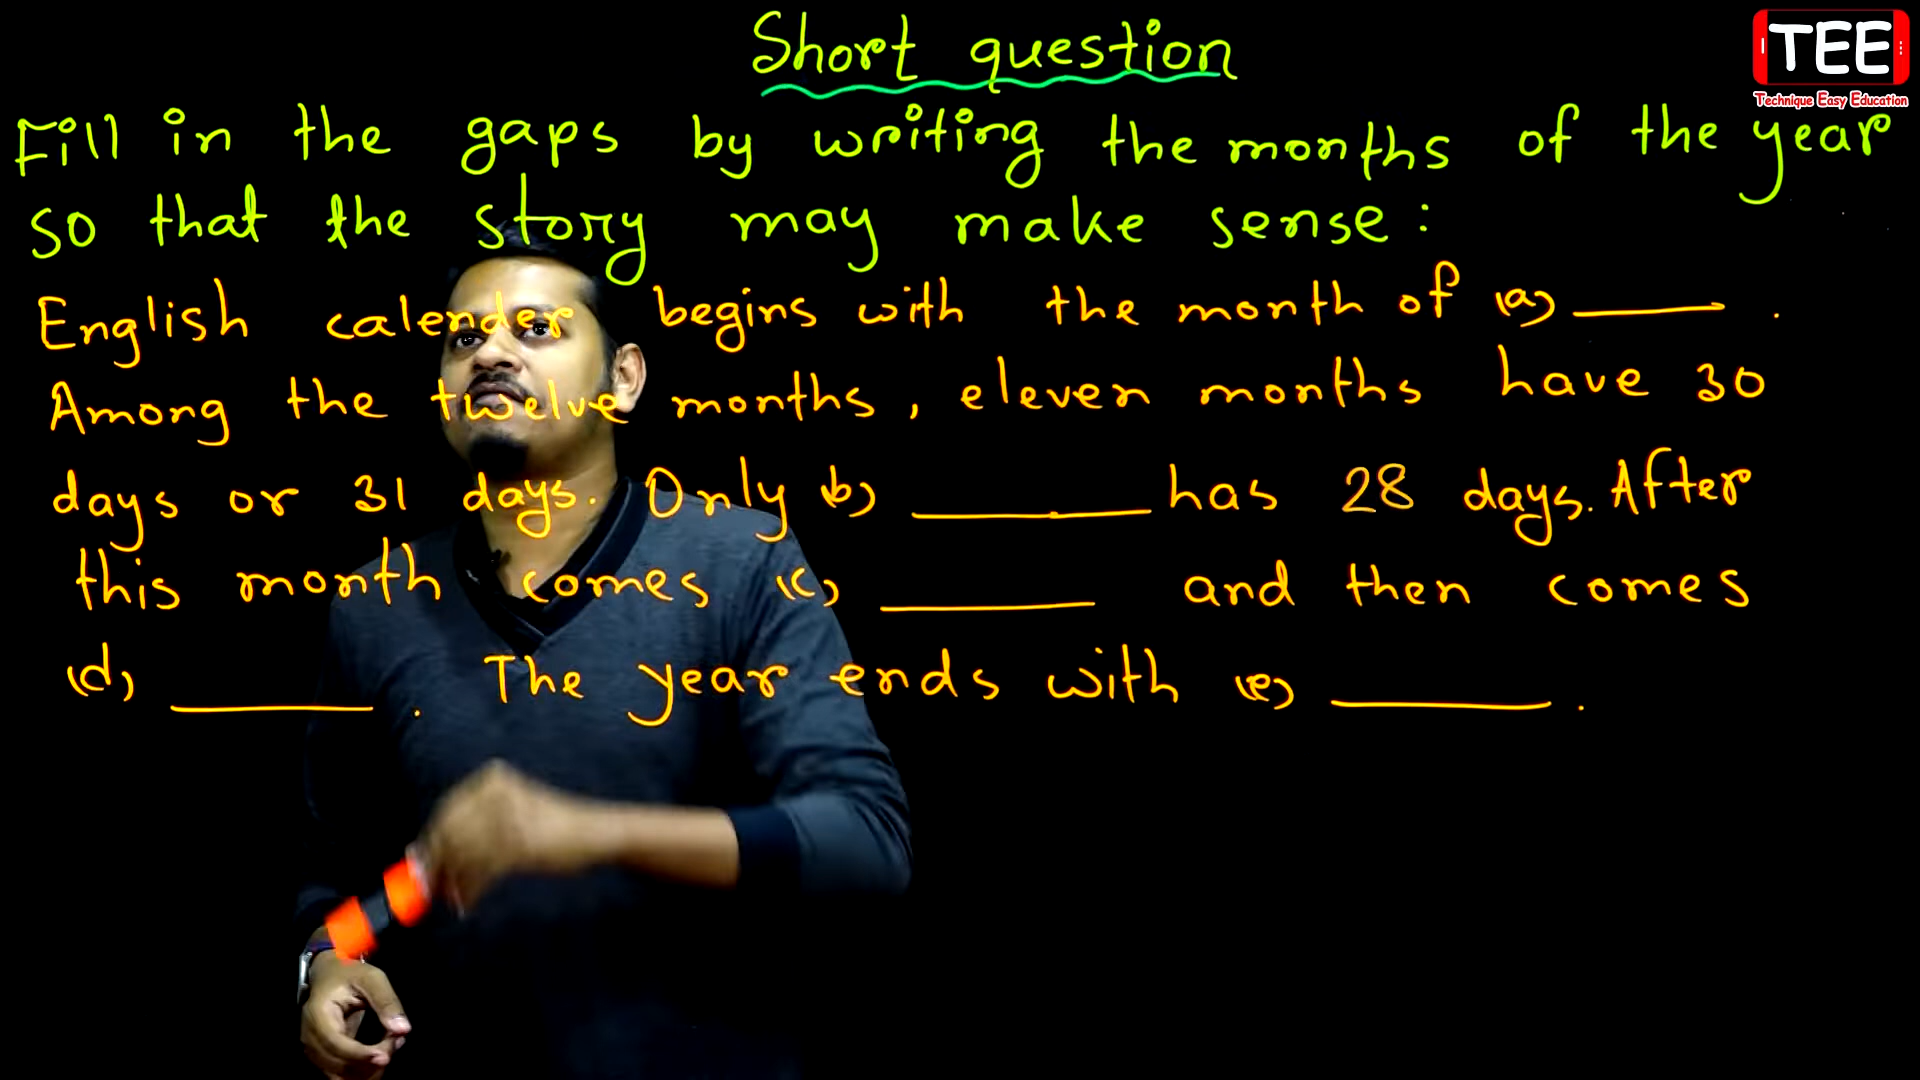 Short question
TEE
Technique Easy Education
Fill in the gaps by writing the months of the year
so that the story may make sense:
English calender begins with the month of (a) ______ .
Among the twelve months, eleven months have 30
days or 31 days. Only (b) ______ has 28 days. After
this month comes (c) ______ and then comes
(d) ______ . The year ends with (e) ______ .